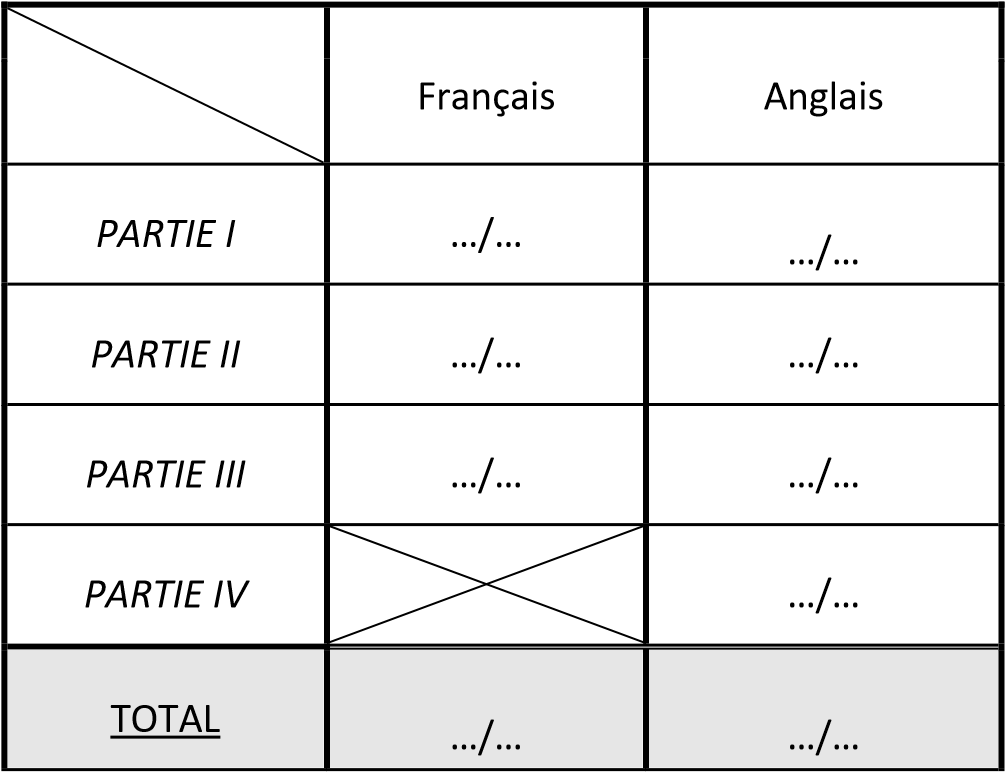 Français Anglais
PARTIE I …/… …/…
PARTIE II …/… …/…
PARTIE III …/… …/…
PARTIE IV …/…
TOTAL …/… …/…